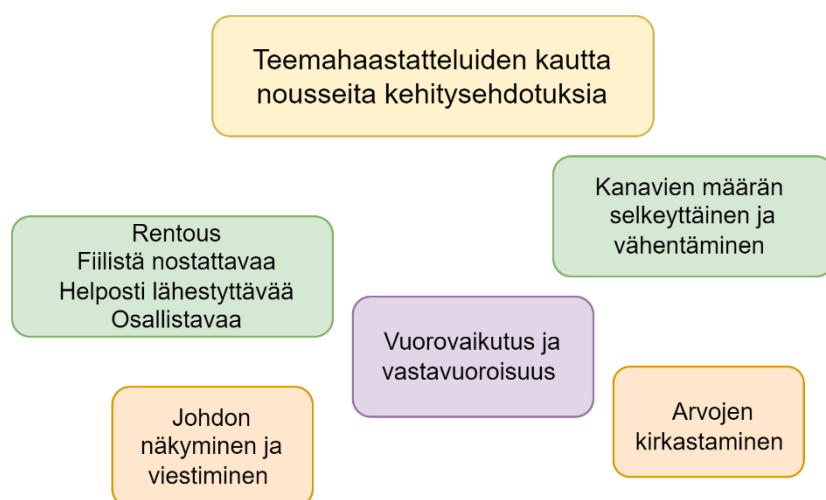 Teemahaastatteluiden kautta
nousseita kehitysehdotuksia
Kanavien määrän
selkeyttäinen ja
vähentäminen
Rentous
Fiilistä nostattavaa
Helposti lähestyttävää
Osallistavaa
Vuorovaikutus ja
vastavuoroisuus
Johdon
näkyminen ja
viestiminen
Arvojen
kirkastaminen